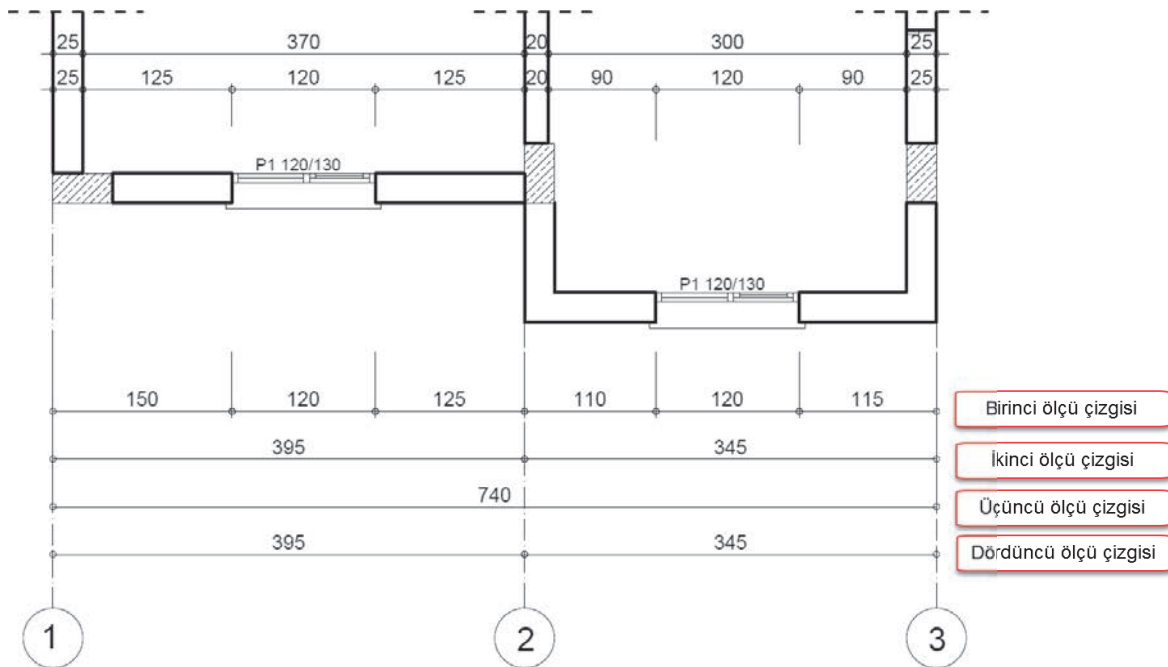 25 370 20 300 25
25 125 120 125 20 90 120 90 25
P1 120/130
P1 120/130
150 120 125 110 120 115 Birinci ölçü çizgisi
395 345 İkinci ölçü çizgisi
740 Üçüncü ölçü çizgisi
395 345 Dördüncü ölçü çizgisi
1 2 3